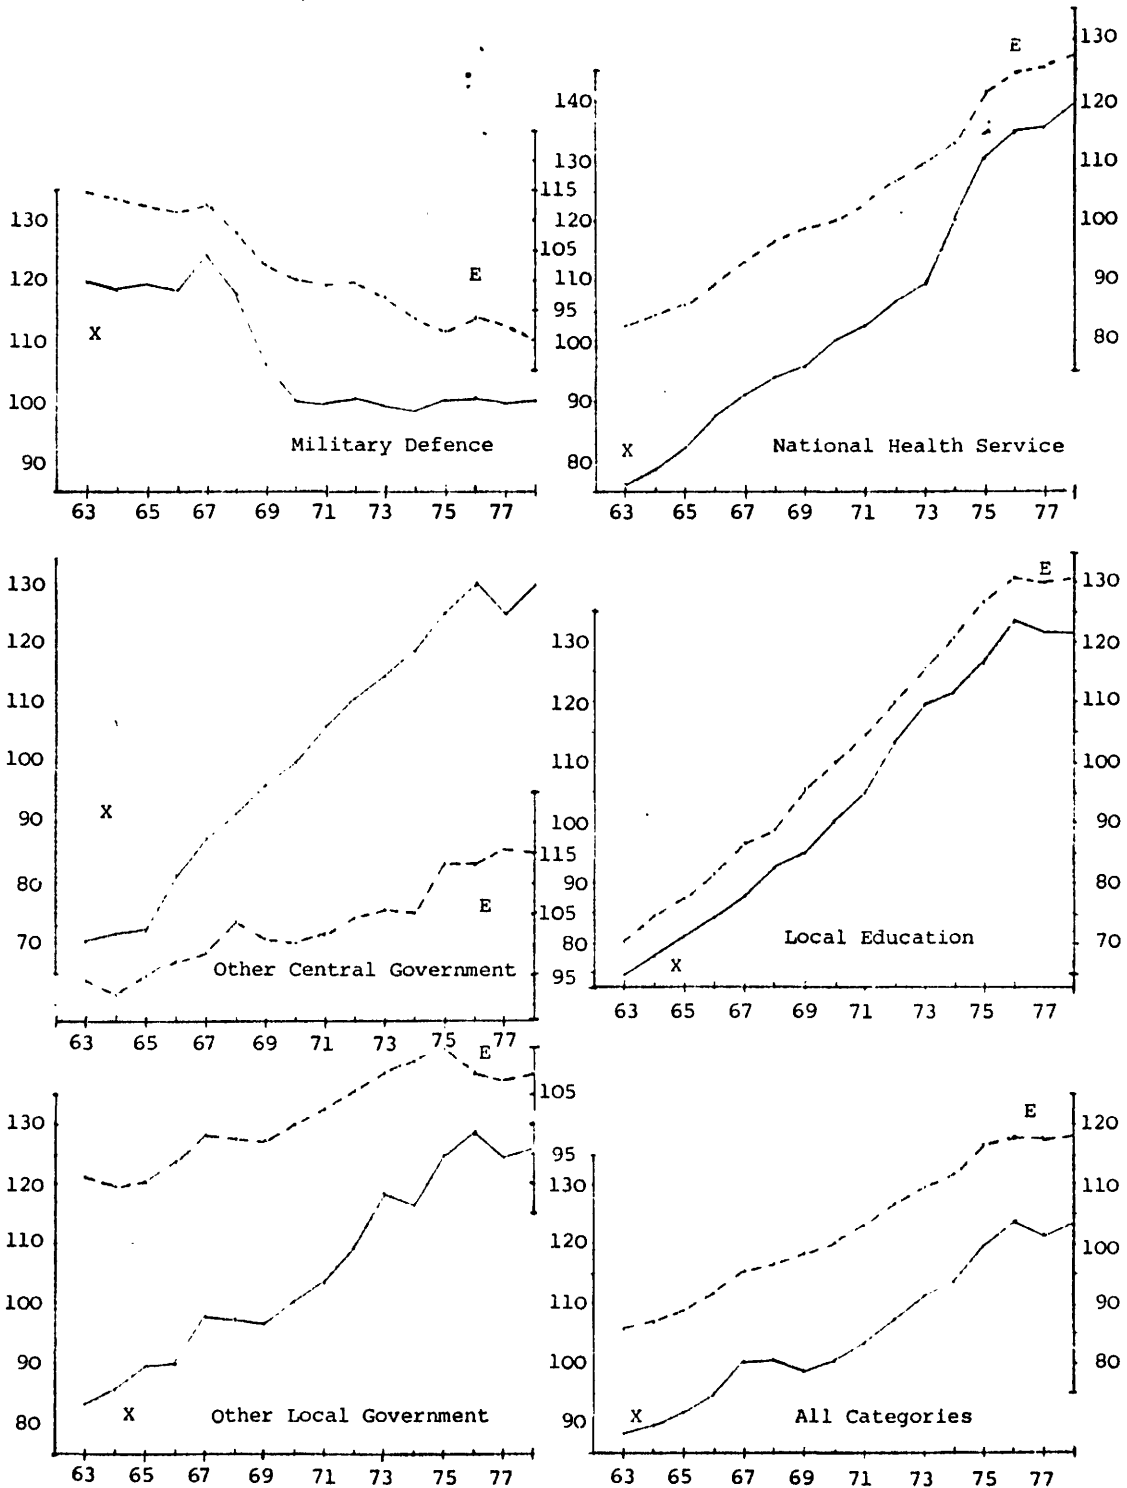 130
120
110
100
90
X
E
115
105
95
Military Defence
63 65 67 69 71 73 75 77
140
130
120
110
100
90
80
X
E
130
120
110
100
90
80
National Health Service
63 65 67 69 71 73 75 77
130
120
110
100
90
80
70
X
E
115
105
95
Other Central Government
63 65 67 69 71 73 75 77
130
120
110
100
90
80
X
E
130
120
110
100
90
80
70
Local Education
63 65 67 69 71 73 75 77
130
120
110
100
90
80
X
E
105
95
Other Local Government
63 65 67 69 71 73 75 77
130
120
110
100
90
X
E
120
110
100
90
80
All Categories
63 65 67 69 71 73 75 77